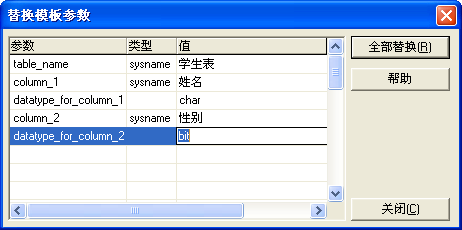 替换模板参数
参数 类型 值
table_name sysname 学生表
column_1 sysname 姓名
datatype_for_column_1 char
column_2 sysname 性别
datatype_for_column_2 bit
全部替换(R)
帮助
关闭(C)